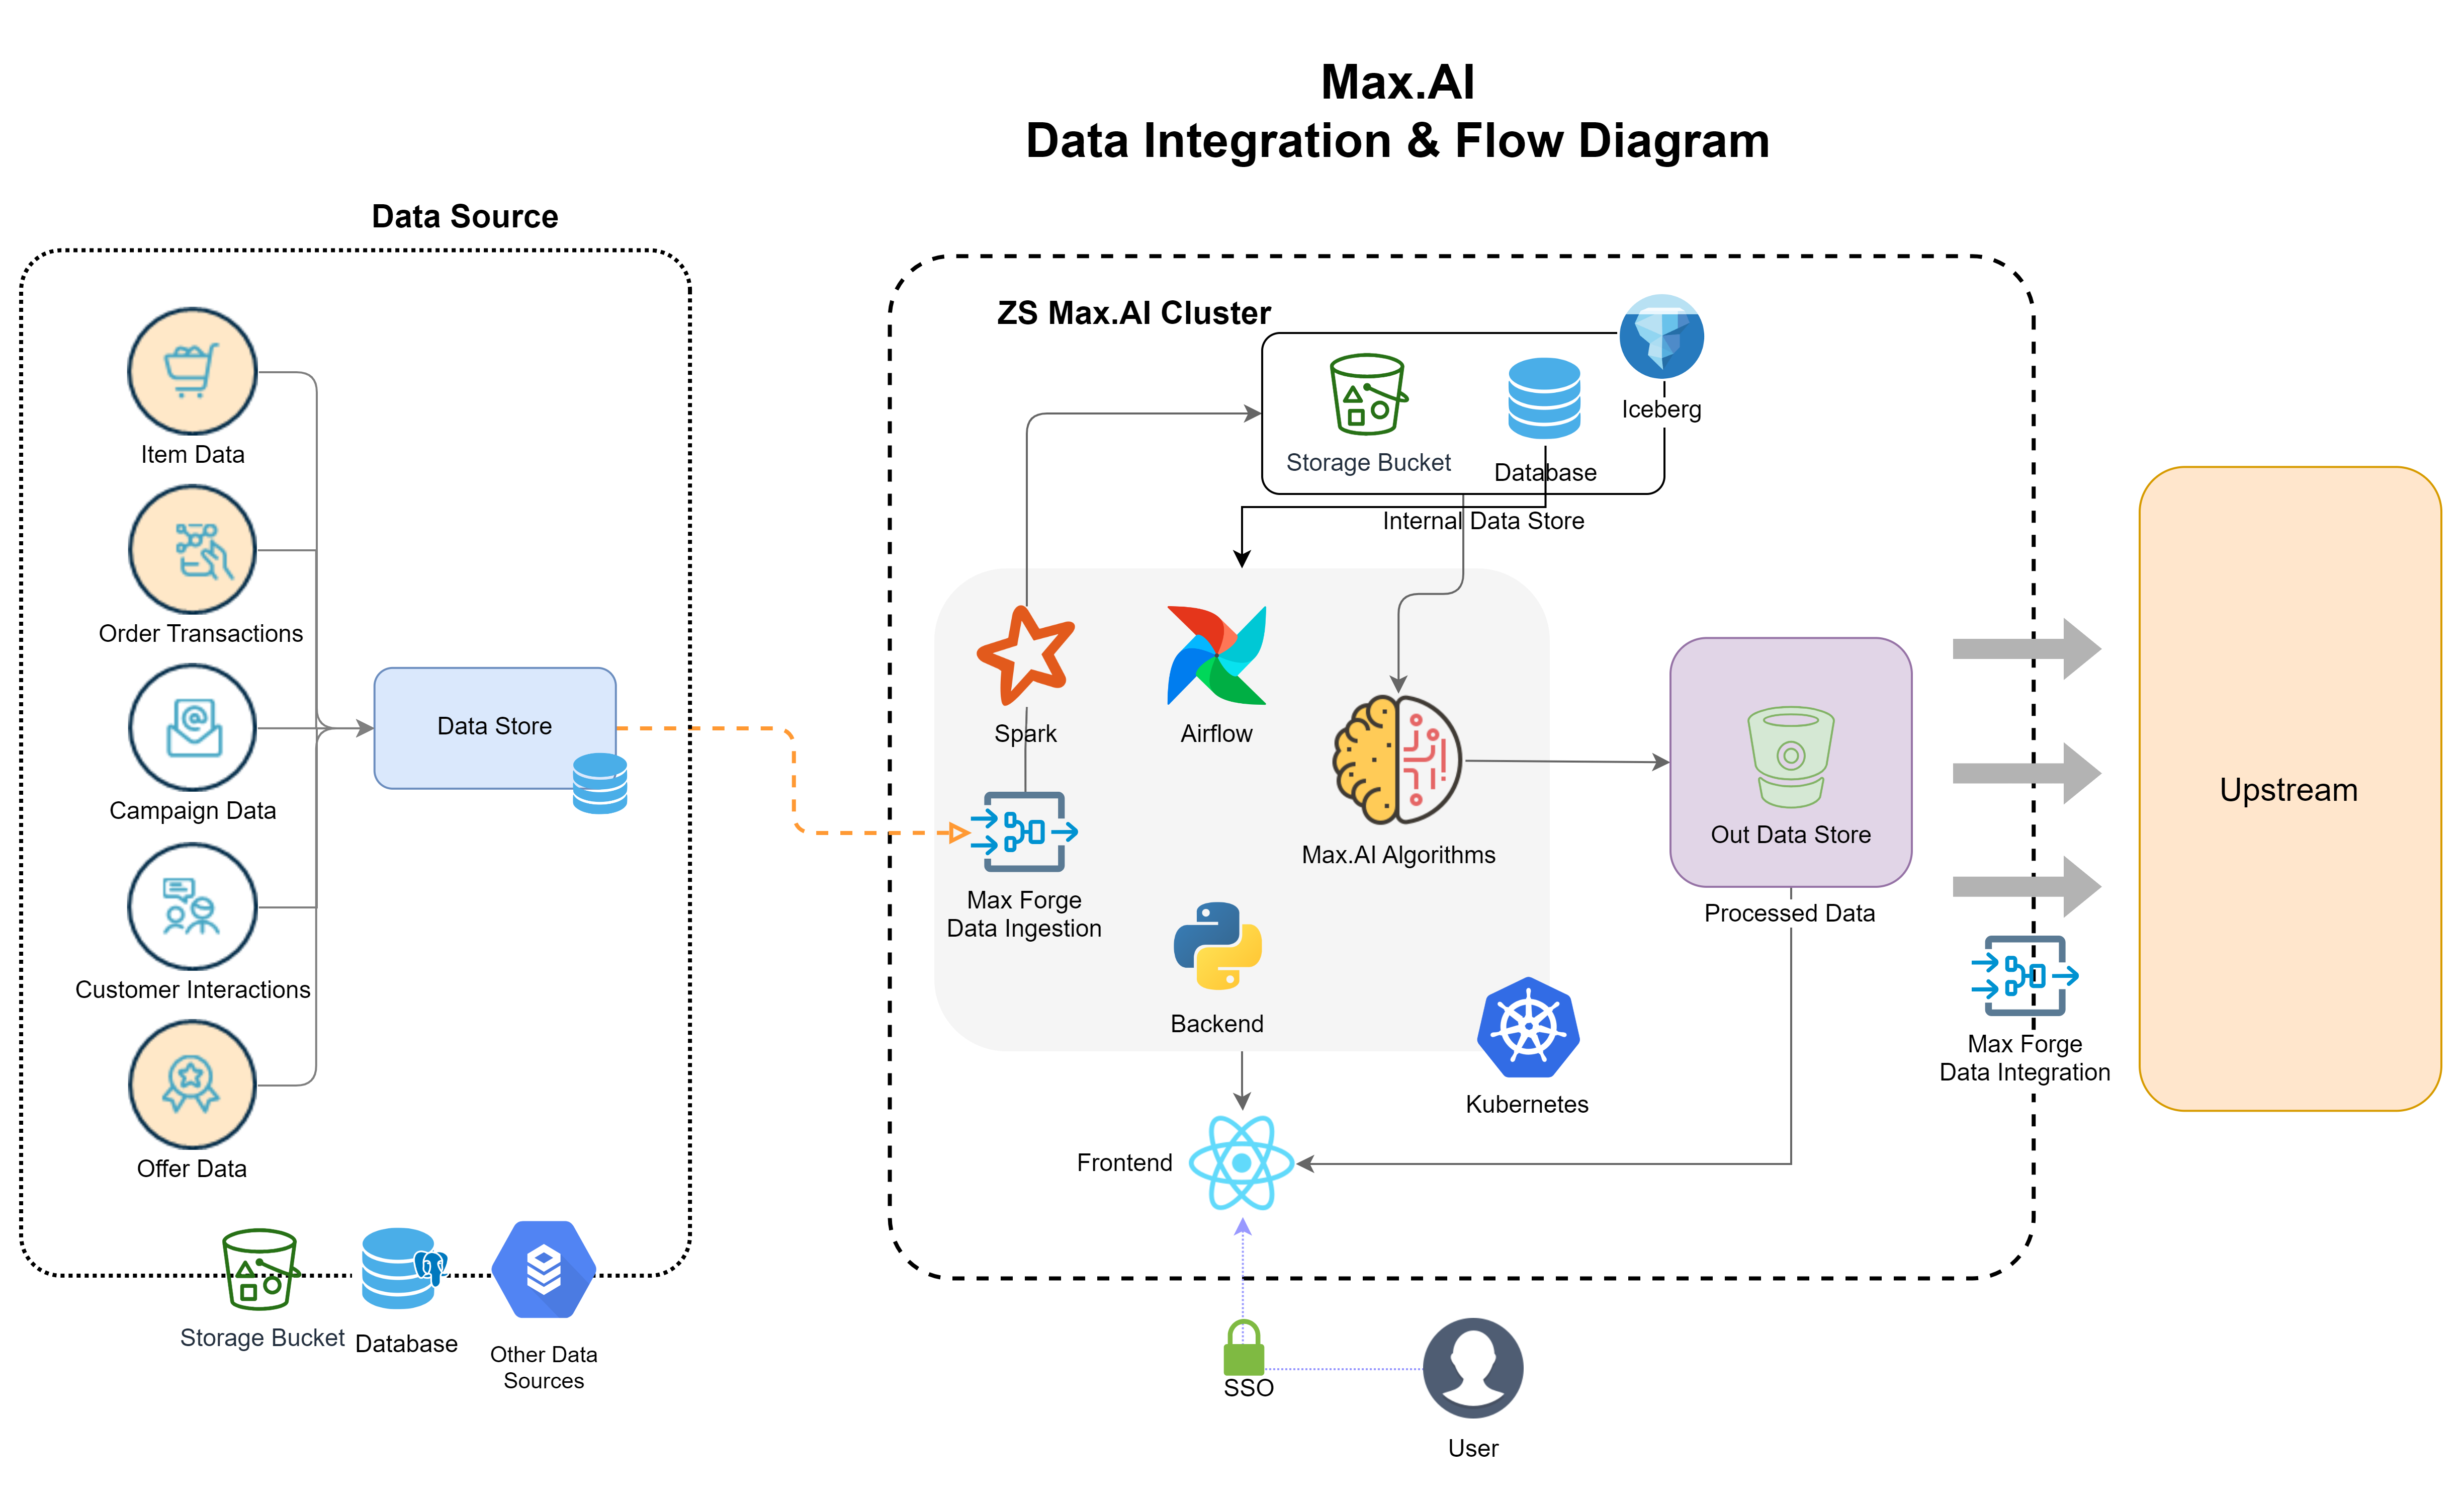 Max.AI
Data Integration & Flow Diagram
Data Source
Item Data
Order Transactions
Campaign Data
Customer Interactions
Offer Data
Data Store
Storage Bucket
Database
Other Data
Sources
ZS Max.AI Cluster
Storage Bucket
Database
Iceberg
Internal Data Store
Spark
Airflow
Max.AI Algorithms
Max Forge
Data Ingestion
Backend
Kubernetes
Frontend
Out Data Store
Processed Data
Max Forge
Data Integration
Upstream
SSO
User